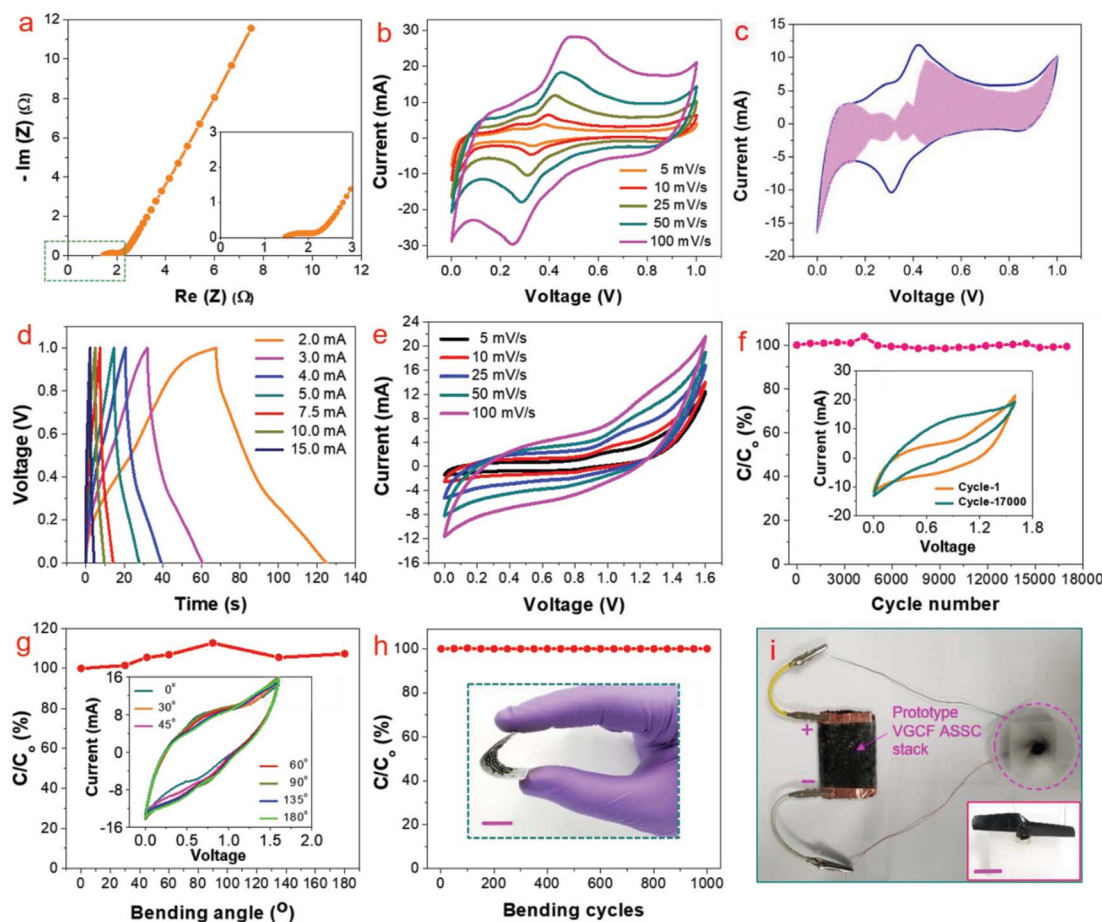 a
12
10
8
6
4
2
0
- Im (Z) (Ω)
3
2
1
0
0 1 2 3
0 2 4 6 8 10 12
Re (Z) (Ω)
b
30
20
10
0
-10
-20
-30
Current (mA)
5 mV/s
10 mV/s
25 mV/s
50 mV/s
100 mV/s
0.0 0.2 0.4 0.6 0.8 1.0
Voltage (V)
c
15
10
5
0
-5
-10
-15
-20
Current (mA)
0.0 0.2 0.4 0.6 0.8 1.0
Voltage (V)
d
1.0
0.8
0.6
0.4
0.2
0.0
Voltage (V)
2.0 mA
3.0 mA
4.0 mA
5.0 mA
7.5 mA
10.0 mA
15.0 mA
0 20 40 60 80 100 120 140
Time (s)
e
24
20
16
12
8
4
0
-4
-8
-12
-16
Current (mA)
5 mV/s
10 mV/s
25 mV/s
50 mV/s
100 mV/s
0.0 0.2 0.4 0.6 0.8 1.0 1.2 1.4 1.6
Voltage (V)
f
120
100
80
60
40
20
0
C/Co (%)
30
20
10
0
-10
-20
Current (mA)
Cycle-1
Cycle-17000
0.0 0.6 1.2 1.8
Voltage
0 3000 6000 9000 12000 15000 18000
Cycle number
g
120
100
80
60
40
20
0
C/Co (%)
16
8
0
-8
-16
Current (mA)
0°
30°
45°
60°
90°
135°
180°
0.0 0.5 1.0 1.5 2.0
Voltage
0 20 40 60 80 100 120 140 160 180
Bending angle (O)
h
120
100
80
60
40
20
0
C/Co (%)
0 200 400 600 800 1000
Bending cycles
i
Prototype
VGCF ASSC
stack
+
−